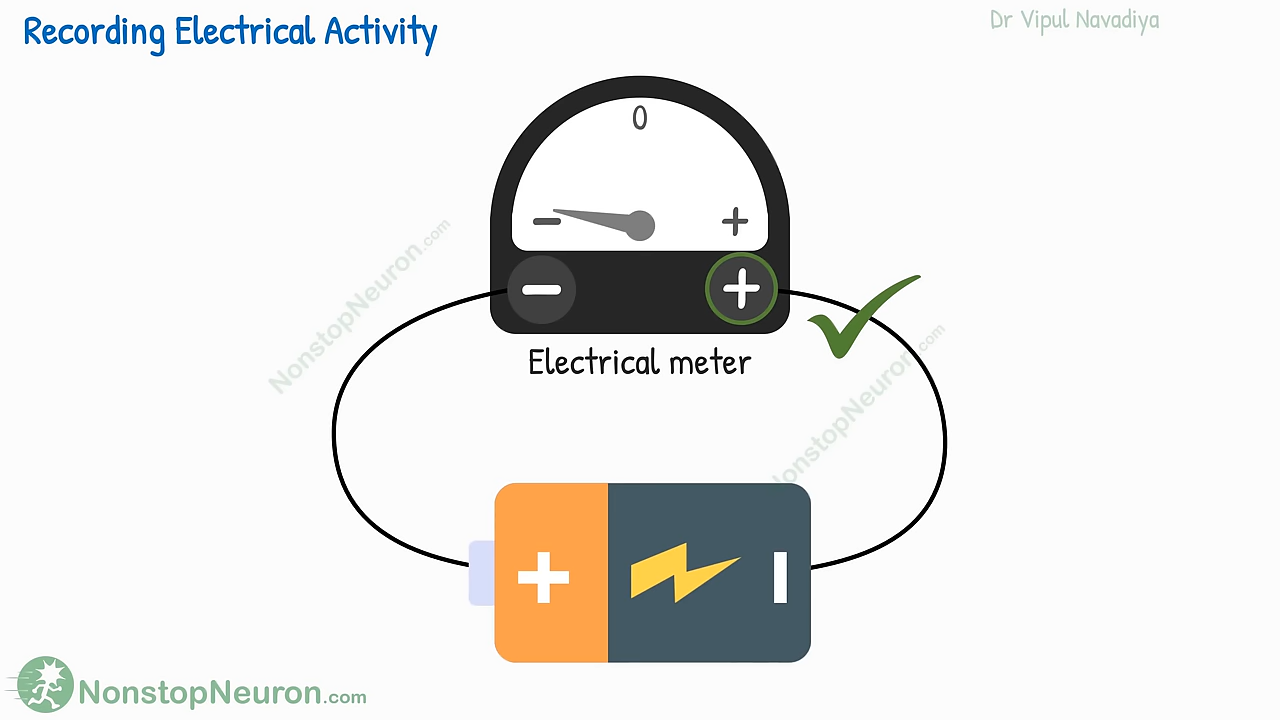 Recording Electrical Activity
Dr Vipul Navadiya
0
− +
− +
Electrical meter
NonstopNeuron.com
NonstopNeuron.com
+ −
NonstopNeuron.com